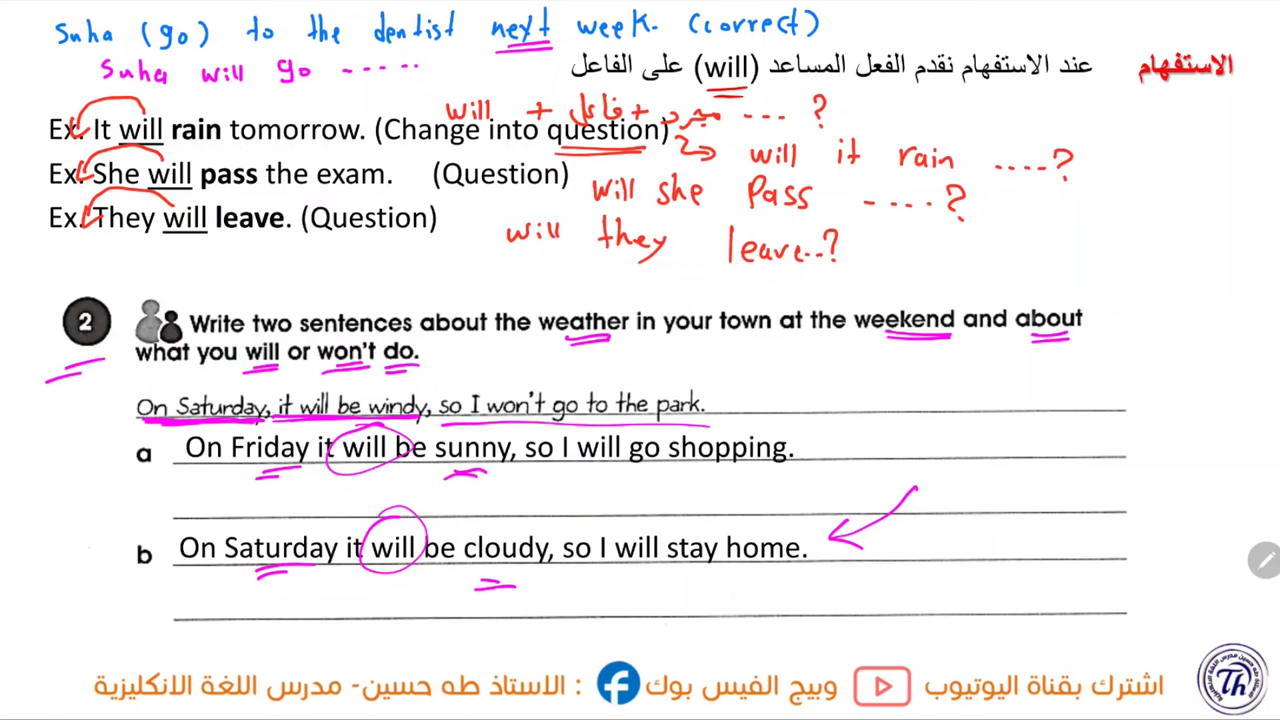 Suha (go) to the dentist next week. (correct)
Suha will go .....
الاستفهام عند الاستفهام نقدم الفعل المساعد (will) على الفاعل
will + فاعل + مجرد ... ?
Ex. It will rain tomorrow. (Change into question)
will it rain ....?
Ex. She will pass the exam. (Question)
will she Pass ....?
Ex. They will leave. (Question)
will they leave..?
2 Write two sentences about the weather in your town at the weekend and about
what you will or won't do.
On Saturday, it will be windy, so I won't go to the park.
a On Friday it will be sunny, so I will go shopping.
b On Saturday it will be cloudy, so I will stay home.
اشترك بقناة اليوتيوب وبيج الفيس بوك : الاستاذ طه حسين- مدرس اللغة الانكليزية
Th